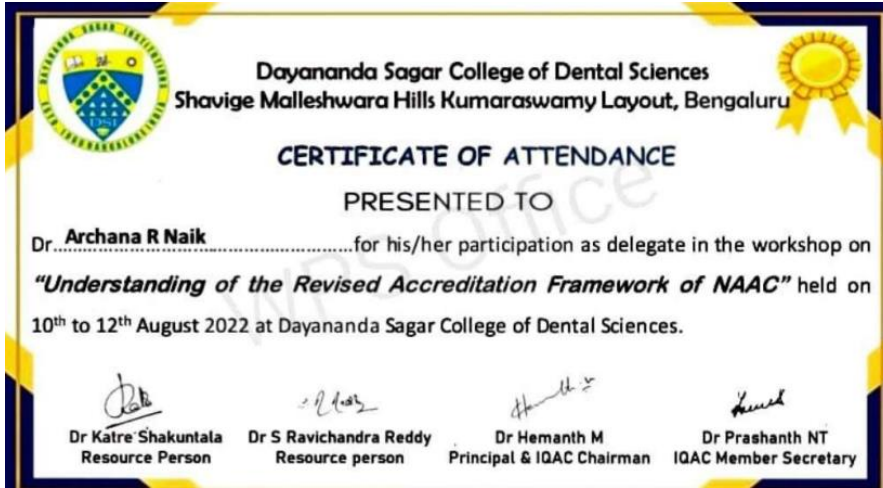 Dayananda Sagar College of Dental Sciences
Shavige Malleshwara Hills Kumaraswamy Layout, Bengaluru
CERTIFICATE OF ATTENDANCE
PRESENTED TO
Dr. Archana R Naik ..........................for his/her participation as delegate in the workshop on
"Understanding of the Revised Accreditation Framework of NAAC" held on
10th to 12th August 2022 at Dayananda Sagar College of Dental Sciences.
WPS Office
DSI
Dr Katre Shakuntala
Resource Person
Dr S Ravichandra Reddy
Resource person
Dr Hemanth M
Principal & IQAC Chairman
Dr Prashanth NT
IQAC Member Secretary